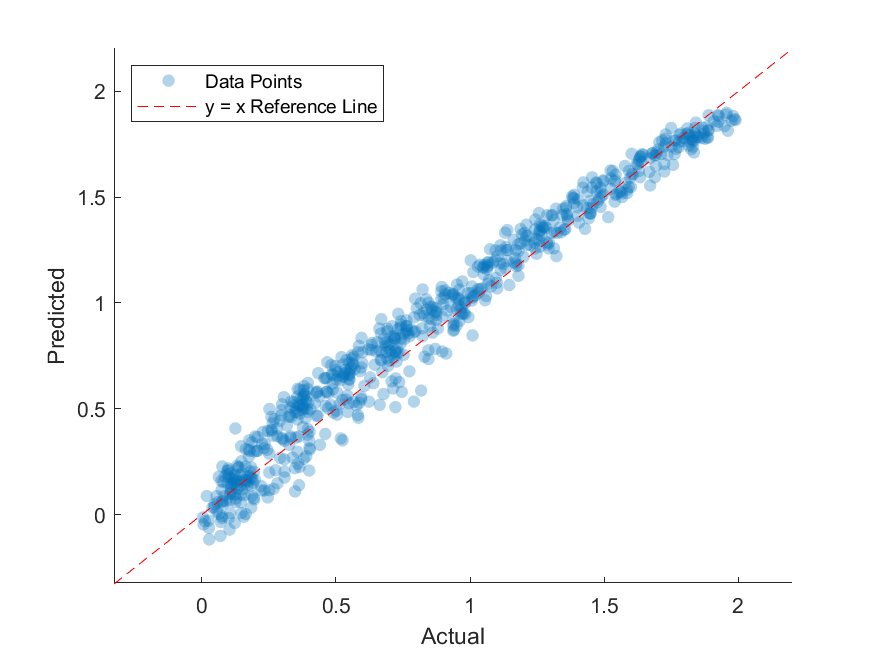 Data Points
y = x Reference Line
2
1.5
1
0.5
0
Predicted
0
0.5
1
1.5
2
Actual